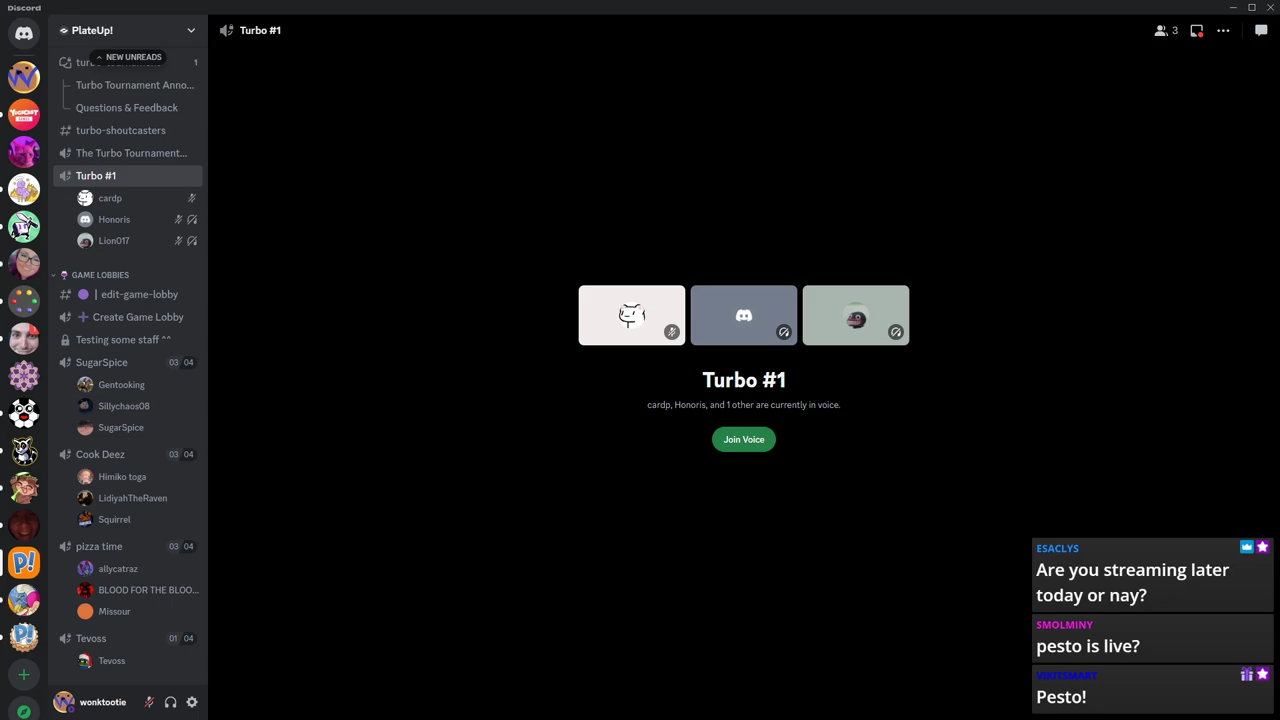 Discord
PlateUp!
Turbo #1
3
NEW UNREADS
1
Turbo Tournament Anno...
Questions & Feedback
turbo-shoutcasters
The Turbo Tournament...
Turbo #1
cardp
Honoris
Lion017
GAME LOBBIES
| edit-game-lobby
Create Game Lobby
Testing some staff ^^
SugarSpice 03 04
Gentooking
Sillychaos08
SugarSpice
Cook Deez 03 04
Himiko toga
LidiyahTheRaven
Squirrel
pizza time 03 04
allycatraz
BLOOD FOR THE BLOO...
Missour
Tevoss 01 04
Tevoss
wonktootie
Turbo #1
cardp, Honoris, and 1 other are currently in voice.
Join Voice
ESACLYS
Are you streaming later
today or nay?
SMOLMINY
pesto is live?
VIKITSMART
Pesto!